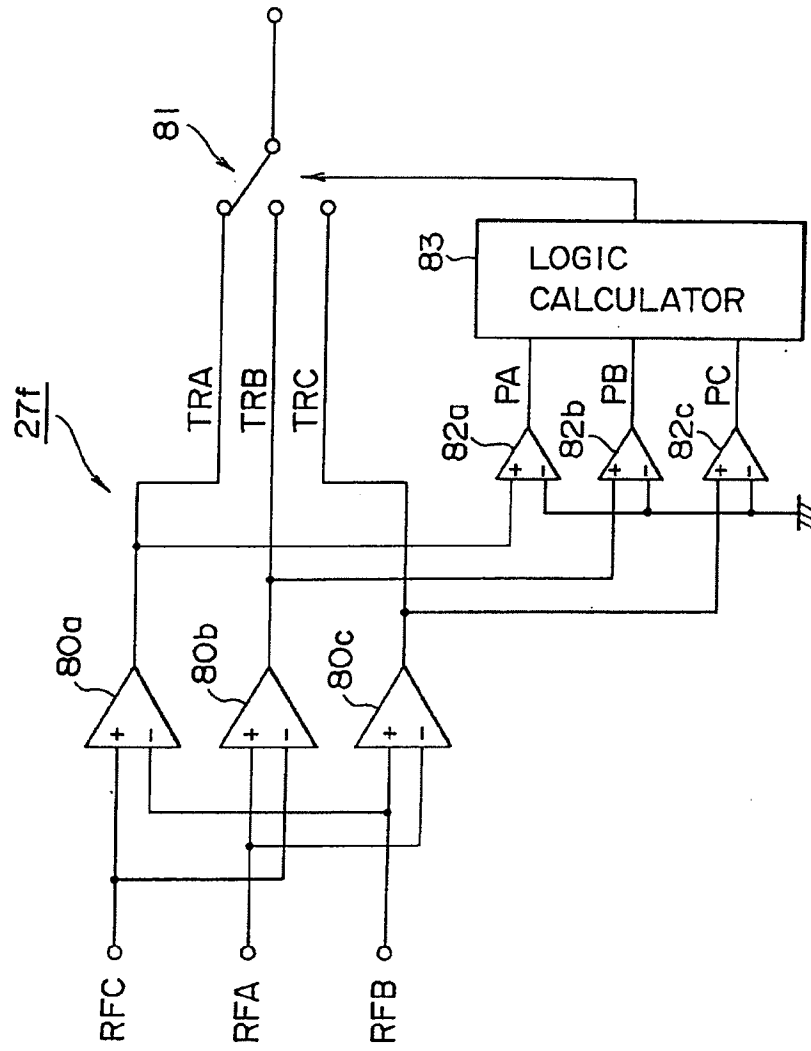 27f
81
RFC
RFA
RFB
80a
80b
80c
+
−
+
−
+
−
TRA
TRB
TRC
82a
82b
82c
+
−
+
−
+
−
PA
PB
PC
83
LOGIC
CALCULATOR